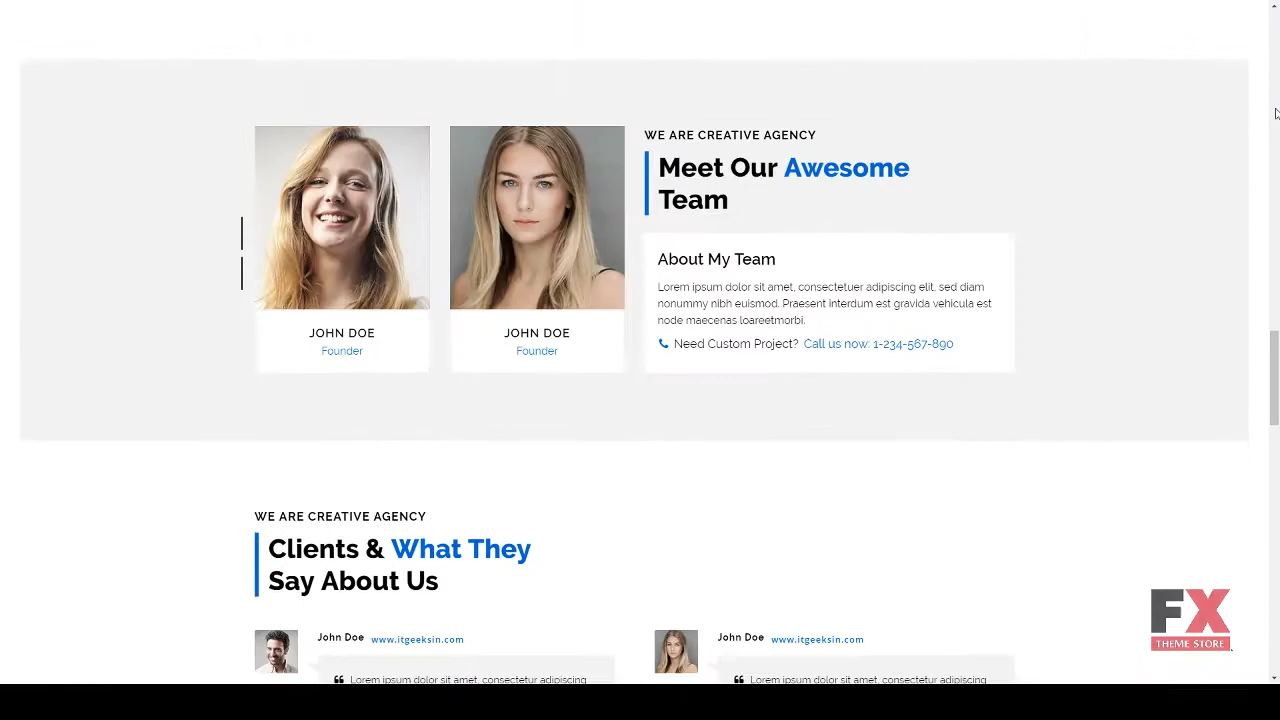 WE ARE CREATIVE AGENCY
Meet Our Awesome
Team
About My Team
Lorem ipsum dolor sit amet, consectetuer adipiscing elit, sed diam
nonummy nibh euismod. Praesent interdum est gravida vehicula est
node maecenas loareetmorbi.
Need Custom Project? Call us now: 1-234-567-890
JOHN DOE
Founder
JOHN DOE
Founder
WE ARE CREATIVE AGENCY
Clients & What They
Say About Us
John Doe www.itgeeksin.com
Lorem ipsum dolor sit amet, consectetur adipiscing
John Doe www.itgeeksin.com
Lorem ipsum dolor sit amet, consectetur adipiscing
FX
THEME STORE